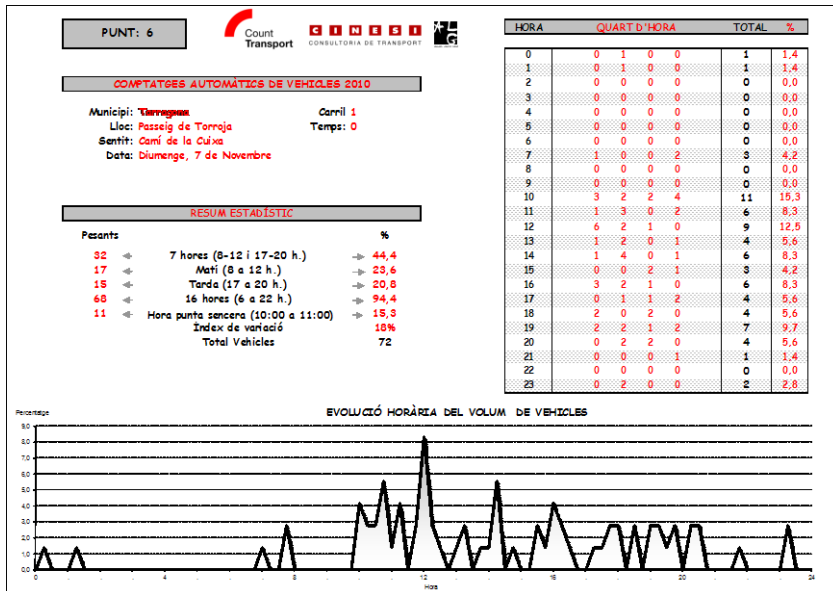 PUNT: 6
Count
Transport
CINESI
CONSULTORIA DE TRANSPORT
COMPTATGES AUTOMÀTICS DE VEHICLES 2010
Municipi:
Carril 1
Lloc: Passeig de Torroja
Temps: 0
Sentit: Camí de la Cuixa
Data: Diumenge, 7 de Novembre
RESUM ESTADÍSTIC
Pesants %
32 7 hores (8-12 i 17-20 h.) 44,4
17 Matí (8 a 12 h.) 23,6
15 Tarda (17 a 20 h.) 20,8
68 16 hores (6 a 22 h.) 94,4
11 Hora punta sencera (10:00 a 11:00) 15,3
Índex de variació 18%
Total Vehicles 72
HORA QUART D'HORA TOTAL %
0 0 1 0 0 1 1,4
1 0 1 0 0 1 1,4
2 0 0 0 0 0 0,0
3 0 0 0 0 0 0,0
4 0 0 0 0 0 0,0
5 0 0 0 0 0 0,0
6 0 0 0 0 0 0,0
7 1 0 0 2 3 4,2
8 0 0 0 0 0 0,0
9 0 0 0 0 0 0,0
10 3 2 2 4 11 15,3
11 1 3 0 2 6 8,3
12 6 2 1 0 9 12,5
13 1 2 0 1 4 5,6
14 1 4 0 1 6 8,3
15 0 0 2 1 3 4,2
16 3 2 1 0 6 8,3
17 0 1 1 2 4 5,6
18 2 0 2 0 4 5,6
19 2 2 1 2 7 9,7
20 0 2 2 0 4 5,6
21 0 0 0 1 1 1,4
22 0 0 0 0 0 0,0
23 0 2 0 0 2 2,8
EVOLUCIÓ HORÀRIA DEL VOLUM DE VEHICLES
Percentatge
9,0
8,0
7,0
6,0
5,0
4,0
3,0
2,0
1,0
0,0
0 4 8 12 16 20 24
Hora